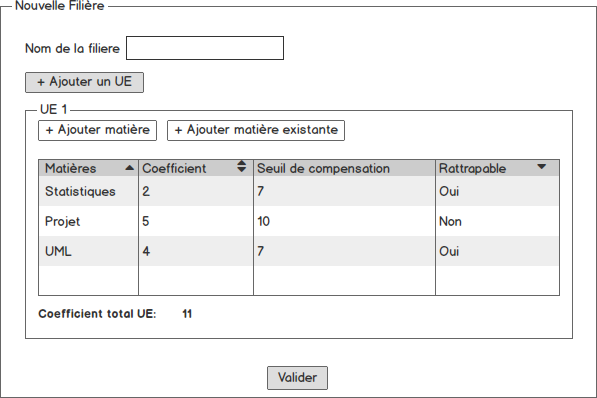 Nouvelle Filière
Nom de la filiere
+ Ajouter un UE
UE 1
+ Ajouter matière + Ajouter matière existante
Matières Coefficient Seuil de compensation Rattrapable
Statistiques 2 7 Oui
Projet 5 10 Non
UML 4 7 Oui
Coefficient total UE: 11
Valider